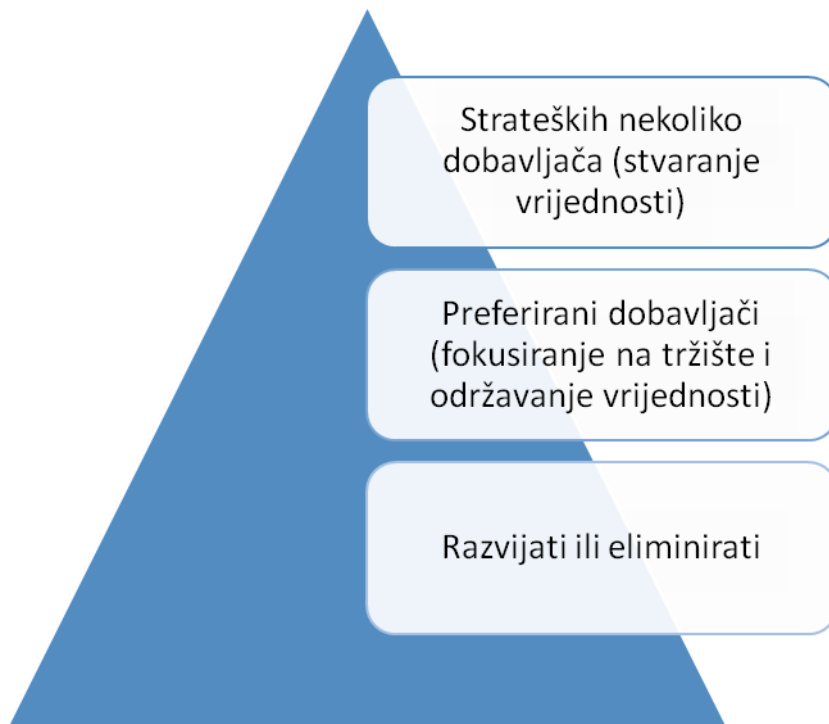 Strateških nekoliko
dobavljača (stvaranje
vrijednosti)
Preferirani dobavljači
(fokusiranje na tržište i
održavanje vrijednosti)
Razvijati ili eliminirati